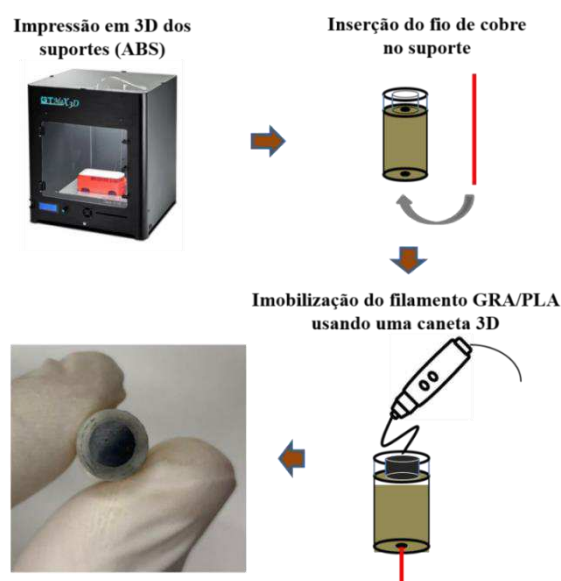 Impressão em 3D dos
suportes (ABS)
Inserção do fio de cobre
no suporte
GTMaX3D
Imobilização do filamento GRA/PLA
usando uma caneta 3D